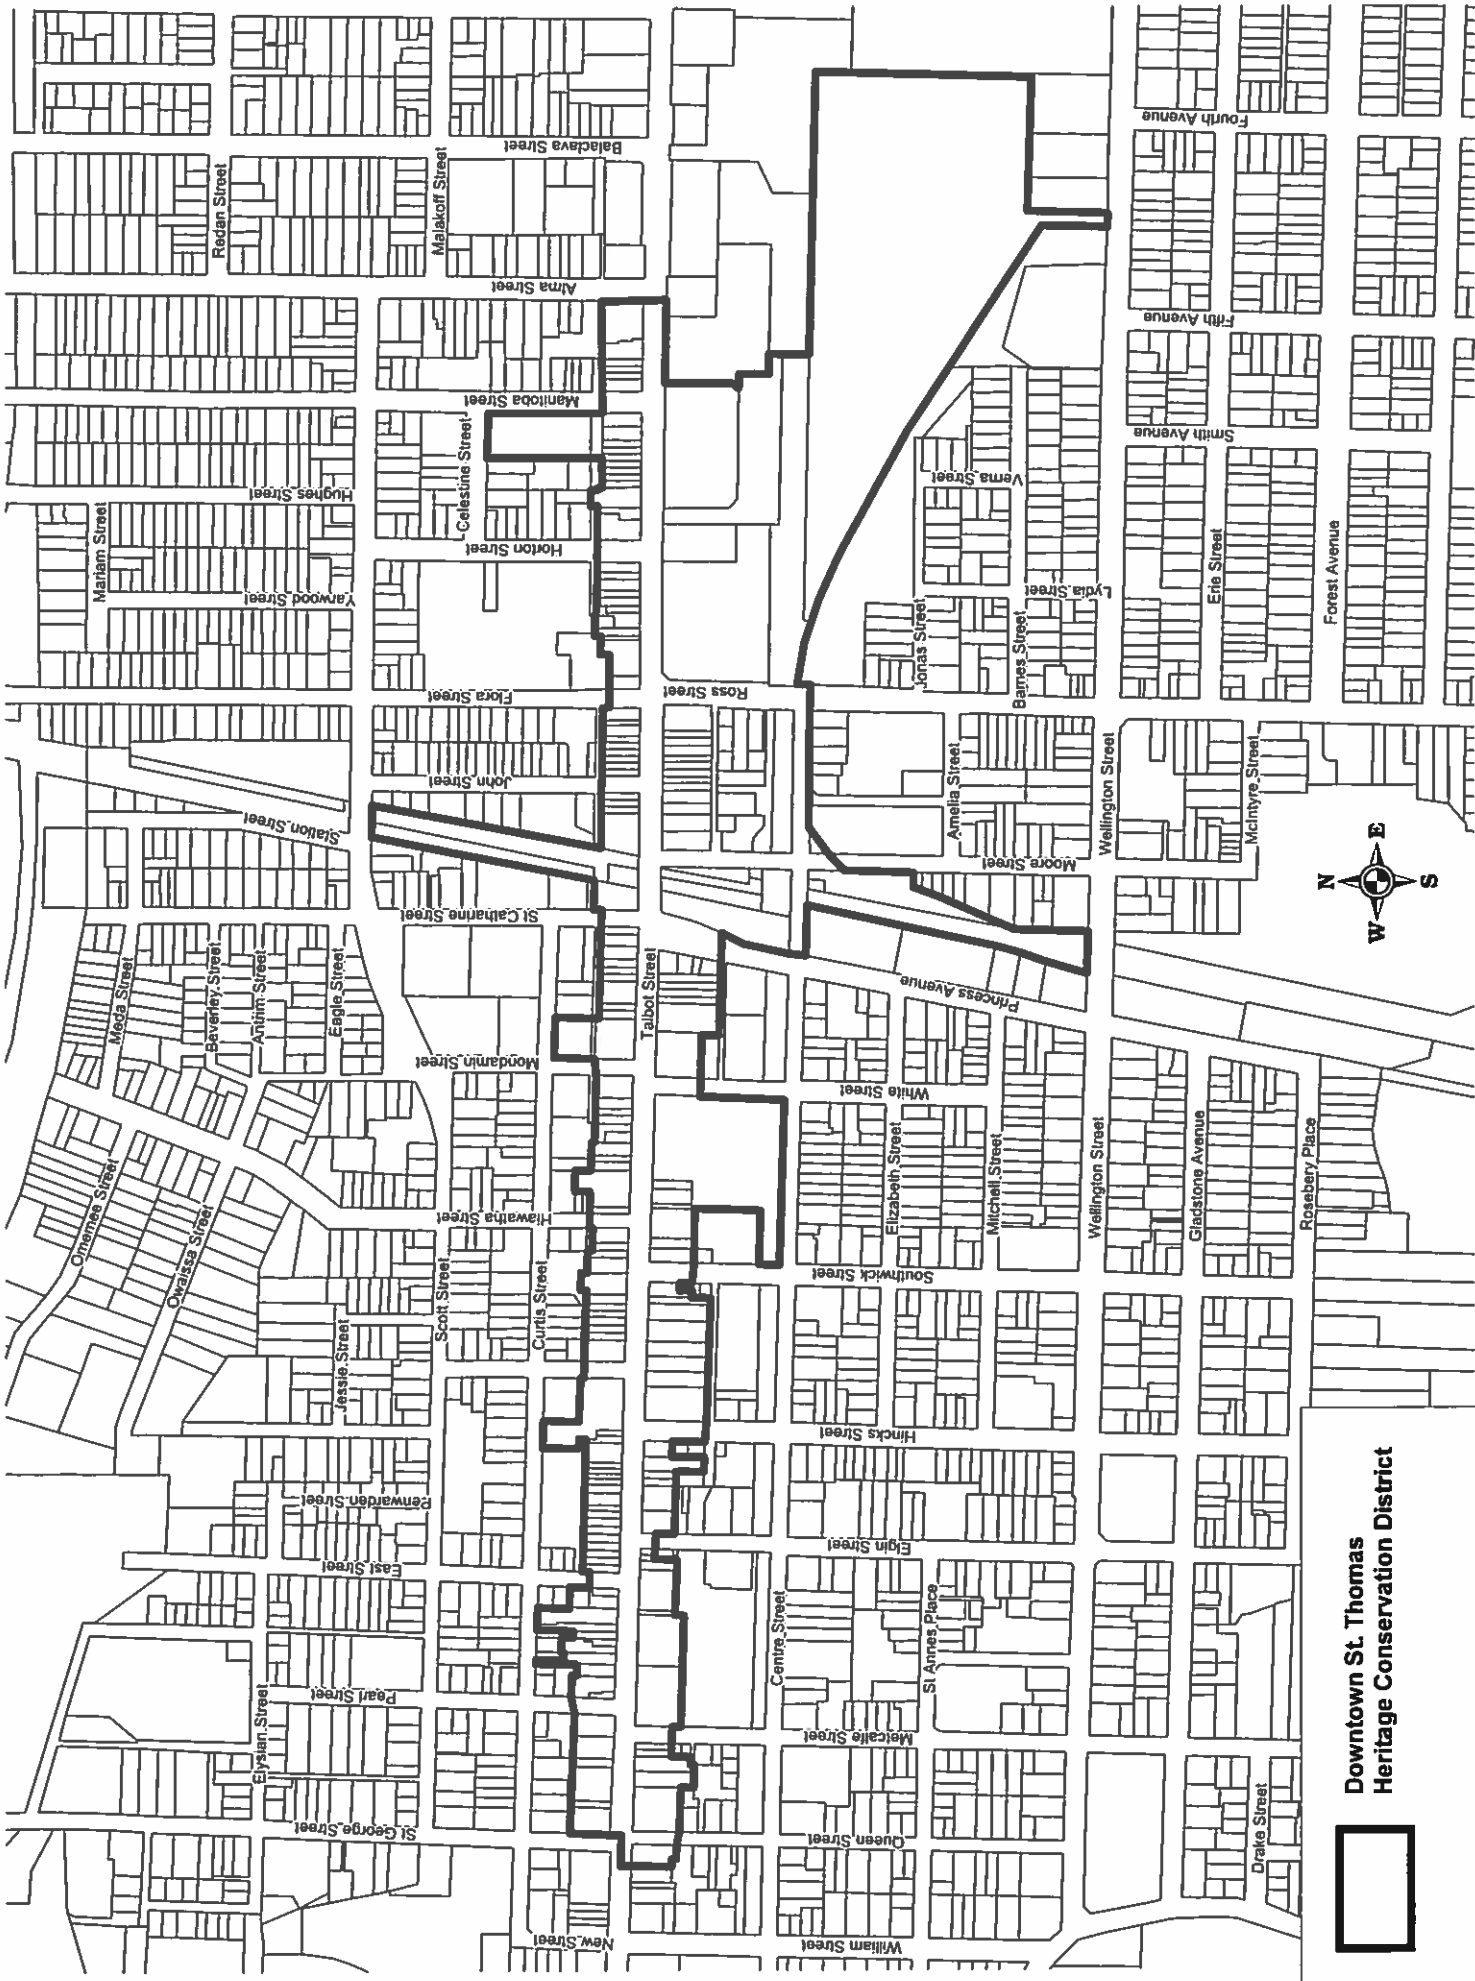 Redan Street
Malakoff Street
Balaclava Street
Fourth Avenue
Alma Street
Fifth Avenue
Manitoba Street
Smith Avenue
Celestine Street
Hughes Street
Verna Street
Mariam Street
Horton Street
Yarwood Street
Lydia Street
Erie Street
Forest Avenue
Jonas Street
Barnes Street
Flora Street
Ross Street
John Street
Station Street
Amelia Street
Wellington Street
McIntyre Street
Moore Street
St Catharine Street
Meda Street
Beverley Street
Antrim Street
Eagle Street
Talbot Street
Princess Avenue
Mondamin Street
White Street
Omemee Street
Owaissa Street
Hiawatha Street
Elizabeth Street
Mitchell Street
Wellington Street
Gladstone Avenue
Rosebery Place
Scott Street
Curtis Street
Southwick Street
Jessie Street
Hincks Street
Penwarden Street
East Street
Elgin Street
Centre Street
St Annes Place
Elysian Street
Pearl Street
Metcalfe Street
St George Street
Queen Street
Drake Street
New Street
William Street
N
W
E
S
Downtown St. Thomas
Heritage Conservation District